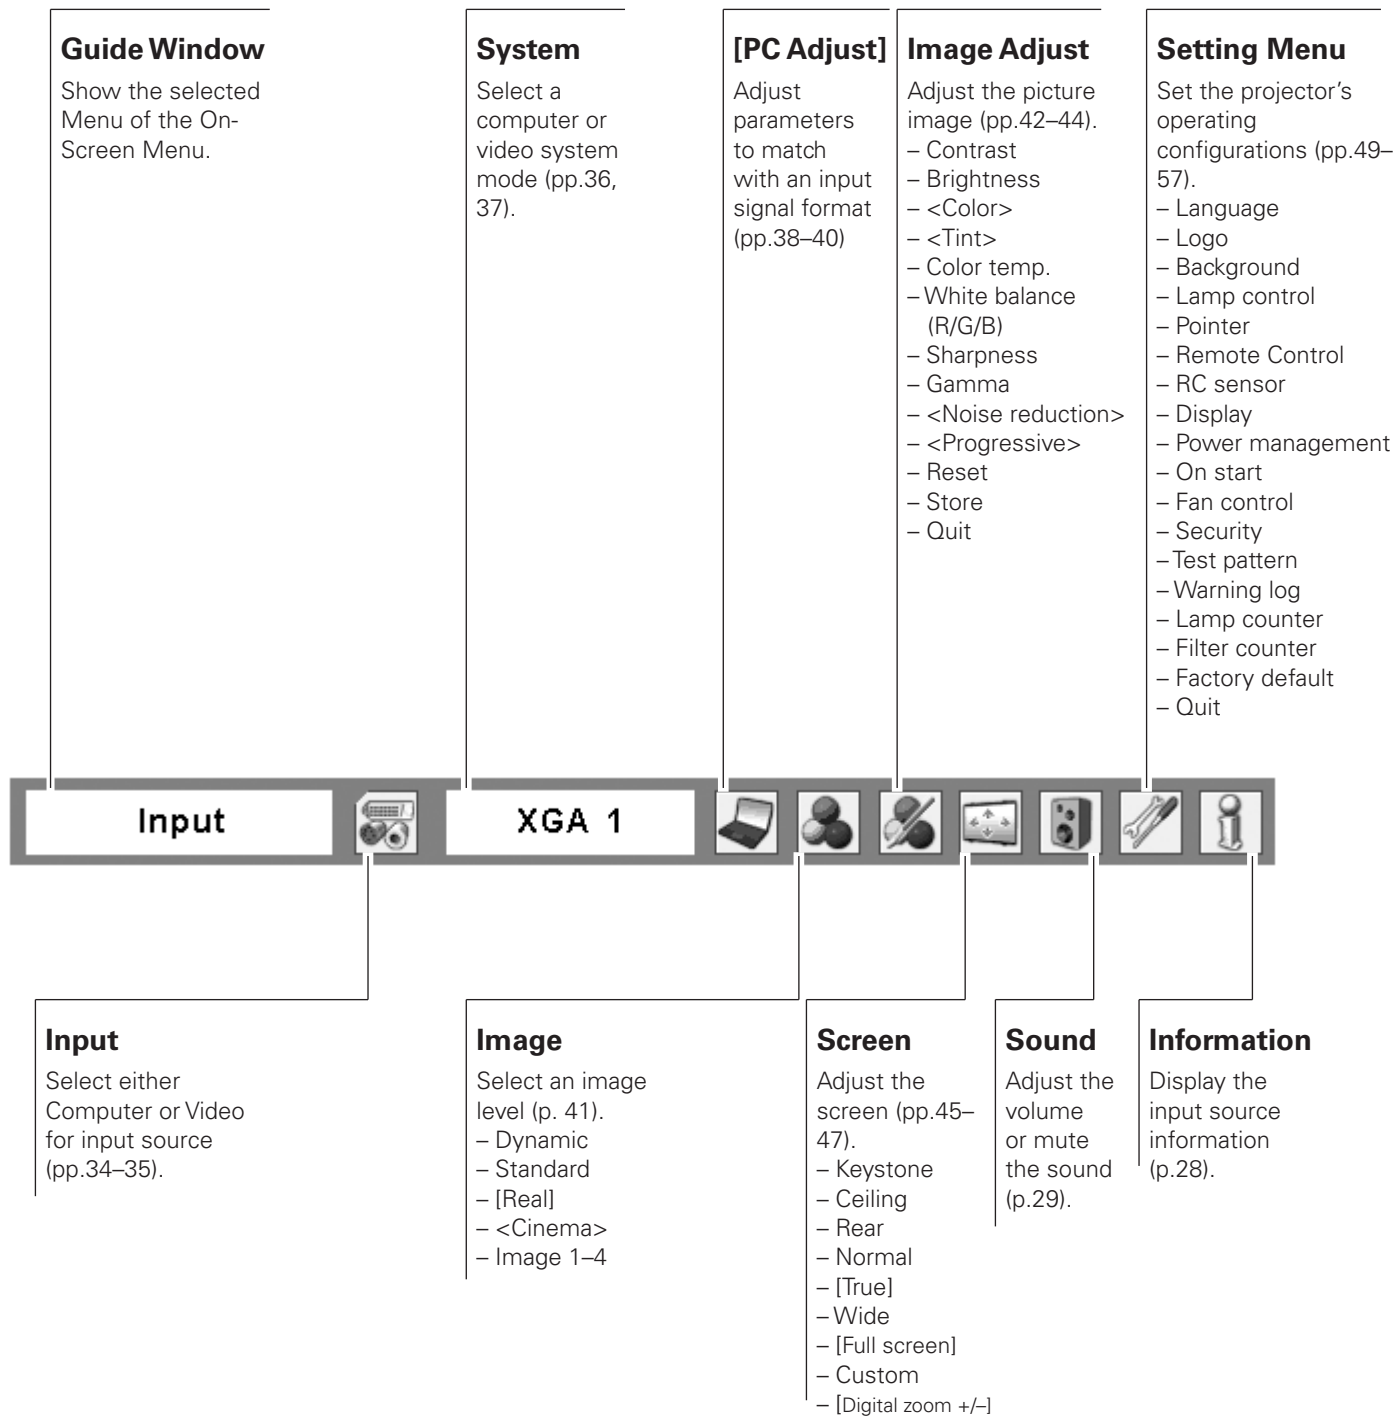 Guide Window
Show the selected
Menu of the On-
Screen Menu.
System
Select a
computer or
video system
mode (pp.36,
37).
[PC Adjust]
Adjust
parameters
to match
with an input
signal format
(pp.38–40)
Image Adjust
Adjust the picture
image (pp.42–44).
– Contrast
– Brightness
– <Color>
– <Tint>
– Color temp.
– White balance
(R/G/B)
– Sharpness
– Gamma
– <Noise reduction>
– <Progressive>
– Reset
– Store
– Quit
Setting Menu
Set the projector’s
operating
configurations (pp.49–
57).
– Language
– Logo
– Background
– Lamp control
– Pointer
– Remote Control
– RC sensor
– Display
– Power management
– On start
– Fan control
– Security
– Test pattern
– Warning log
– Lamp counter
– Filter counter
– Factory default
– Quit
Input
XGA 1
Input
Select either
Computer or Video
for input source
(pp.34–35).
Image
Select an image
level (p. 41).
– Dynamic
– Standard
– [Real]
– <Cinema>
– Image 1–4
Screen
Adjust the
screen (pp.45–
47).
– Keystone
– Ceiling
– Rear
– Normal
– [True]
– Wide
– [Full screen]
– Custom
– [Digital zoom +/–]
Sound
Adjust the
volume
or mute
the sound
(p.29).
Information
Display the
input source
information
(p.28).